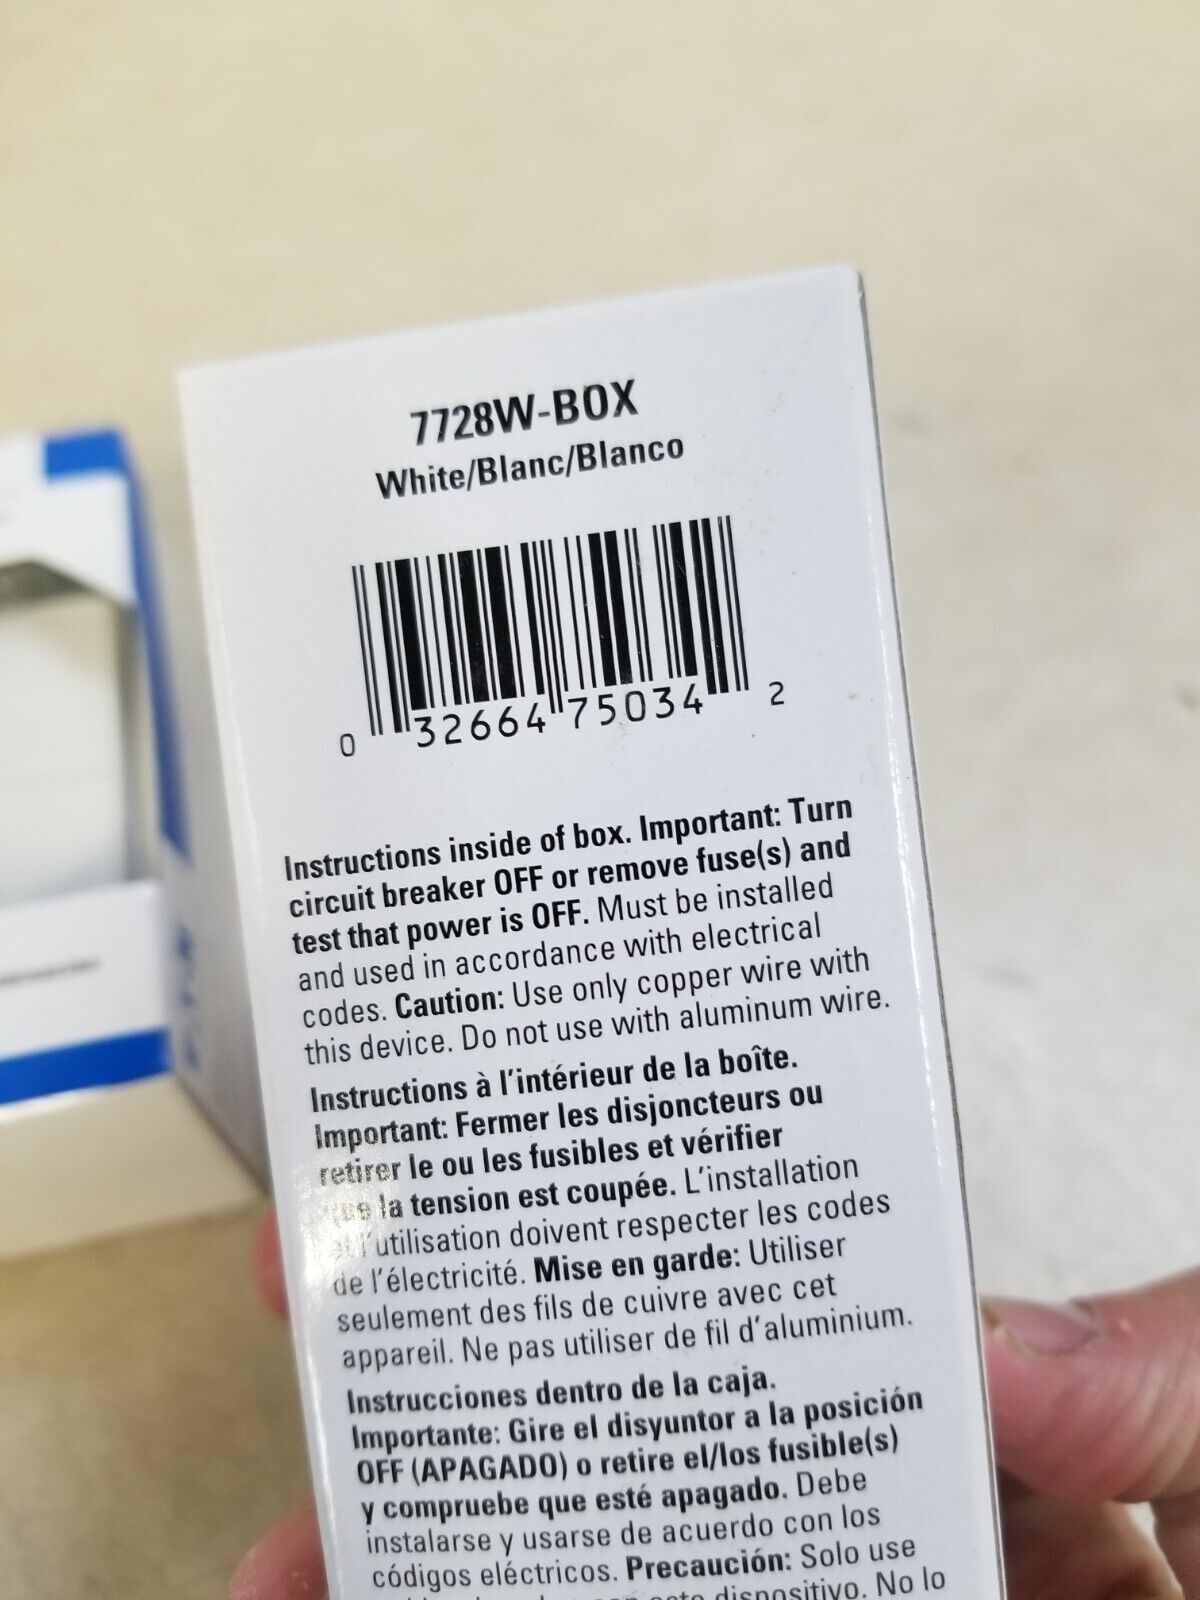 7728W-BOX
White/Blanc/Blanco
0 32664 75034 2
Instructions inside of box. Important: Turn
circuit breaker OFF or remove fuse(s) and
test that power is OFF. Must be installed
and used in accordance with electrical
codes. Caution: Use only copper wire with
this device. Do not use with aluminum wire.
Instructions à l'intérieur de la boîte.
Important: Fermer les disjoncteurs ou
retirer le ou les fusibles et vérifier
que la tension est coupée. L'installation
et l'utilisation doivent respecter les codes
de l'électricité. Mise en garde: Utiliser
seulement des fils de cuivre avec cet
appareil. Ne pas utiliser de fil d'aluminium.
Instrucciones dentro de la caja.
Importante: Gire el disyuntor a la posición
OFF (APAGADO) o retire el/los fusible(s)
y compruebe que esté apagado. Debe
instalarse y usarse de acuerdo con los
códigos eléctricos. Precaución: Solo use
dispositivo. No lo